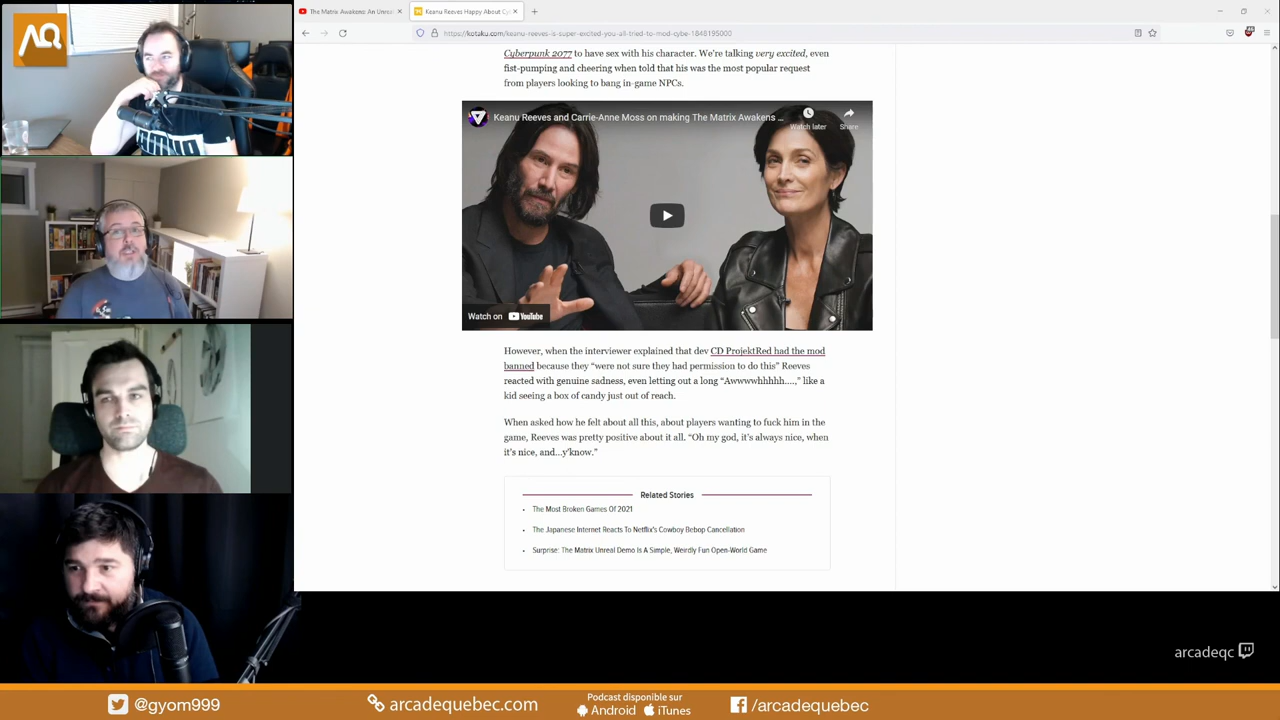 AQ
The Matrix Awakens: An Unrea
Keanu Reeves Happy About Cy
https://kotaku.com/keanu-reeves-is-super-excited-you-all-tried-to-mod-cybe-1848195000
Cyberpunk 2077 to have sex with his character. We're talking very excited, even
fist-pumping and cheering when told that his was the most popular request
from players looking to bang in-game NPCs.
Keanu Reeves and Carrie-Anne Moss on making The Matrix Awakens ...
Watch later
Share
Watch on YouTube
However, when the interviewer explained that dev CD ProjektRed had the mod
banned because they “were not sure they had permission to do this” Reeves
reacted with genuine sadness, even letting out a long “Awwwwhhhhh....,” like a
kid seeing a box of candy just out of reach.
When asked how he felt about all this, about players wanting to fuck him in the
game, Reeves was pretty positive about it all. “Oh my god, it’s always nice, when
it’s nice, and...y’know.”
Related Stories
The Most Broken Games Of 2021
The Japanese Internet Reacts To Netflix's Cowboy Bebop Cancellation
Surprise: The Matrix Unreal Demo Is A Simple, Weirdly Fun Open-World Game
arcadeqc
@gyom999
arcadequebec.com
Podcast disponible sur
Android iTunes
/arcadequebec